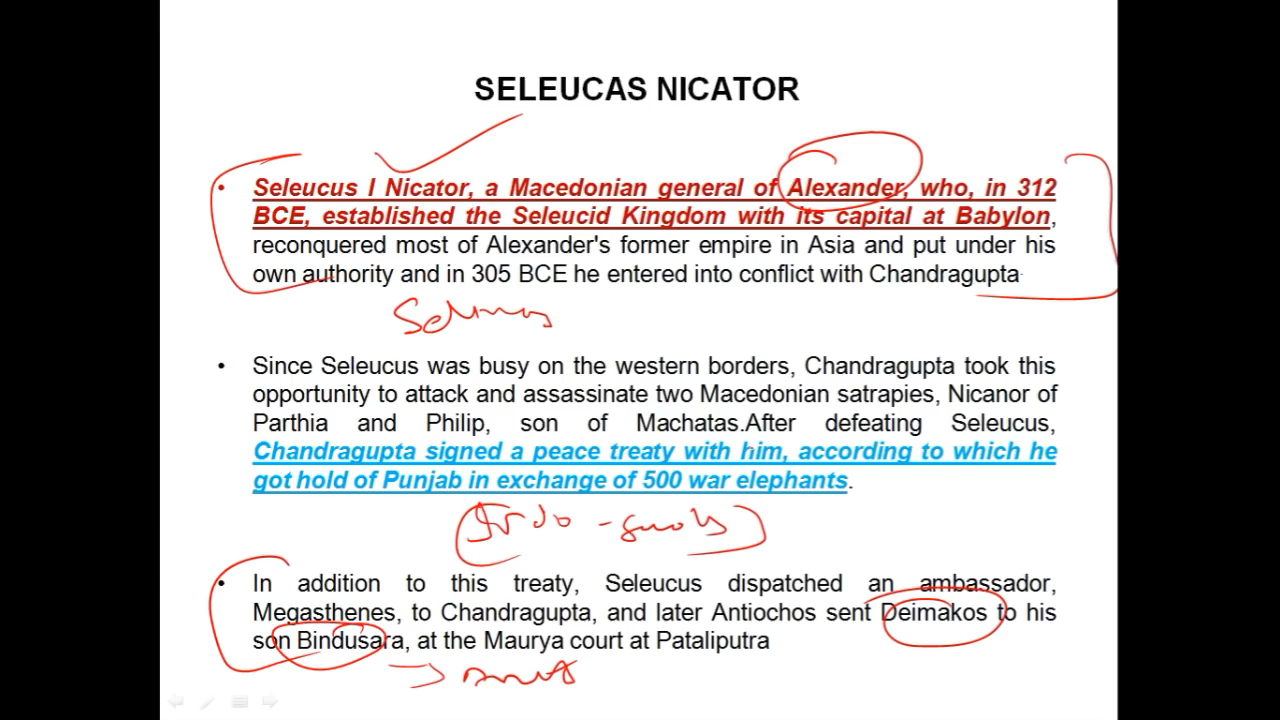 SELEUCAS NICATOR
• Seleucus I Nicator, a Macedonian general of Alexander, who, in 312
BCE, established the Seleucid Kingdom with its capital at Babylon,
reconquered most of Alexander's former empire in Asia and put under his
own authority and in 305 BCE he entered into conflict with Chandragupta
• Since Seleucus was busy on the western borders, Chandragupta took this
opportunity to attack and assassinate two Macedonian satrapies, Nicanor of
Parthia and Philip, son of Machatas.After defeating Seleucus,
Chandragupta signed a peace treaty with him, according to which he
got hold of Punjab in exchange of 500 war elephants.
• In addition to this treaty, Seleucus dispatched an ambassador,
Megasthenes, to Chandragupta, and later Antiochos sent Deimakos to his
son Bindusara, at the Maurya court at Pataliputra